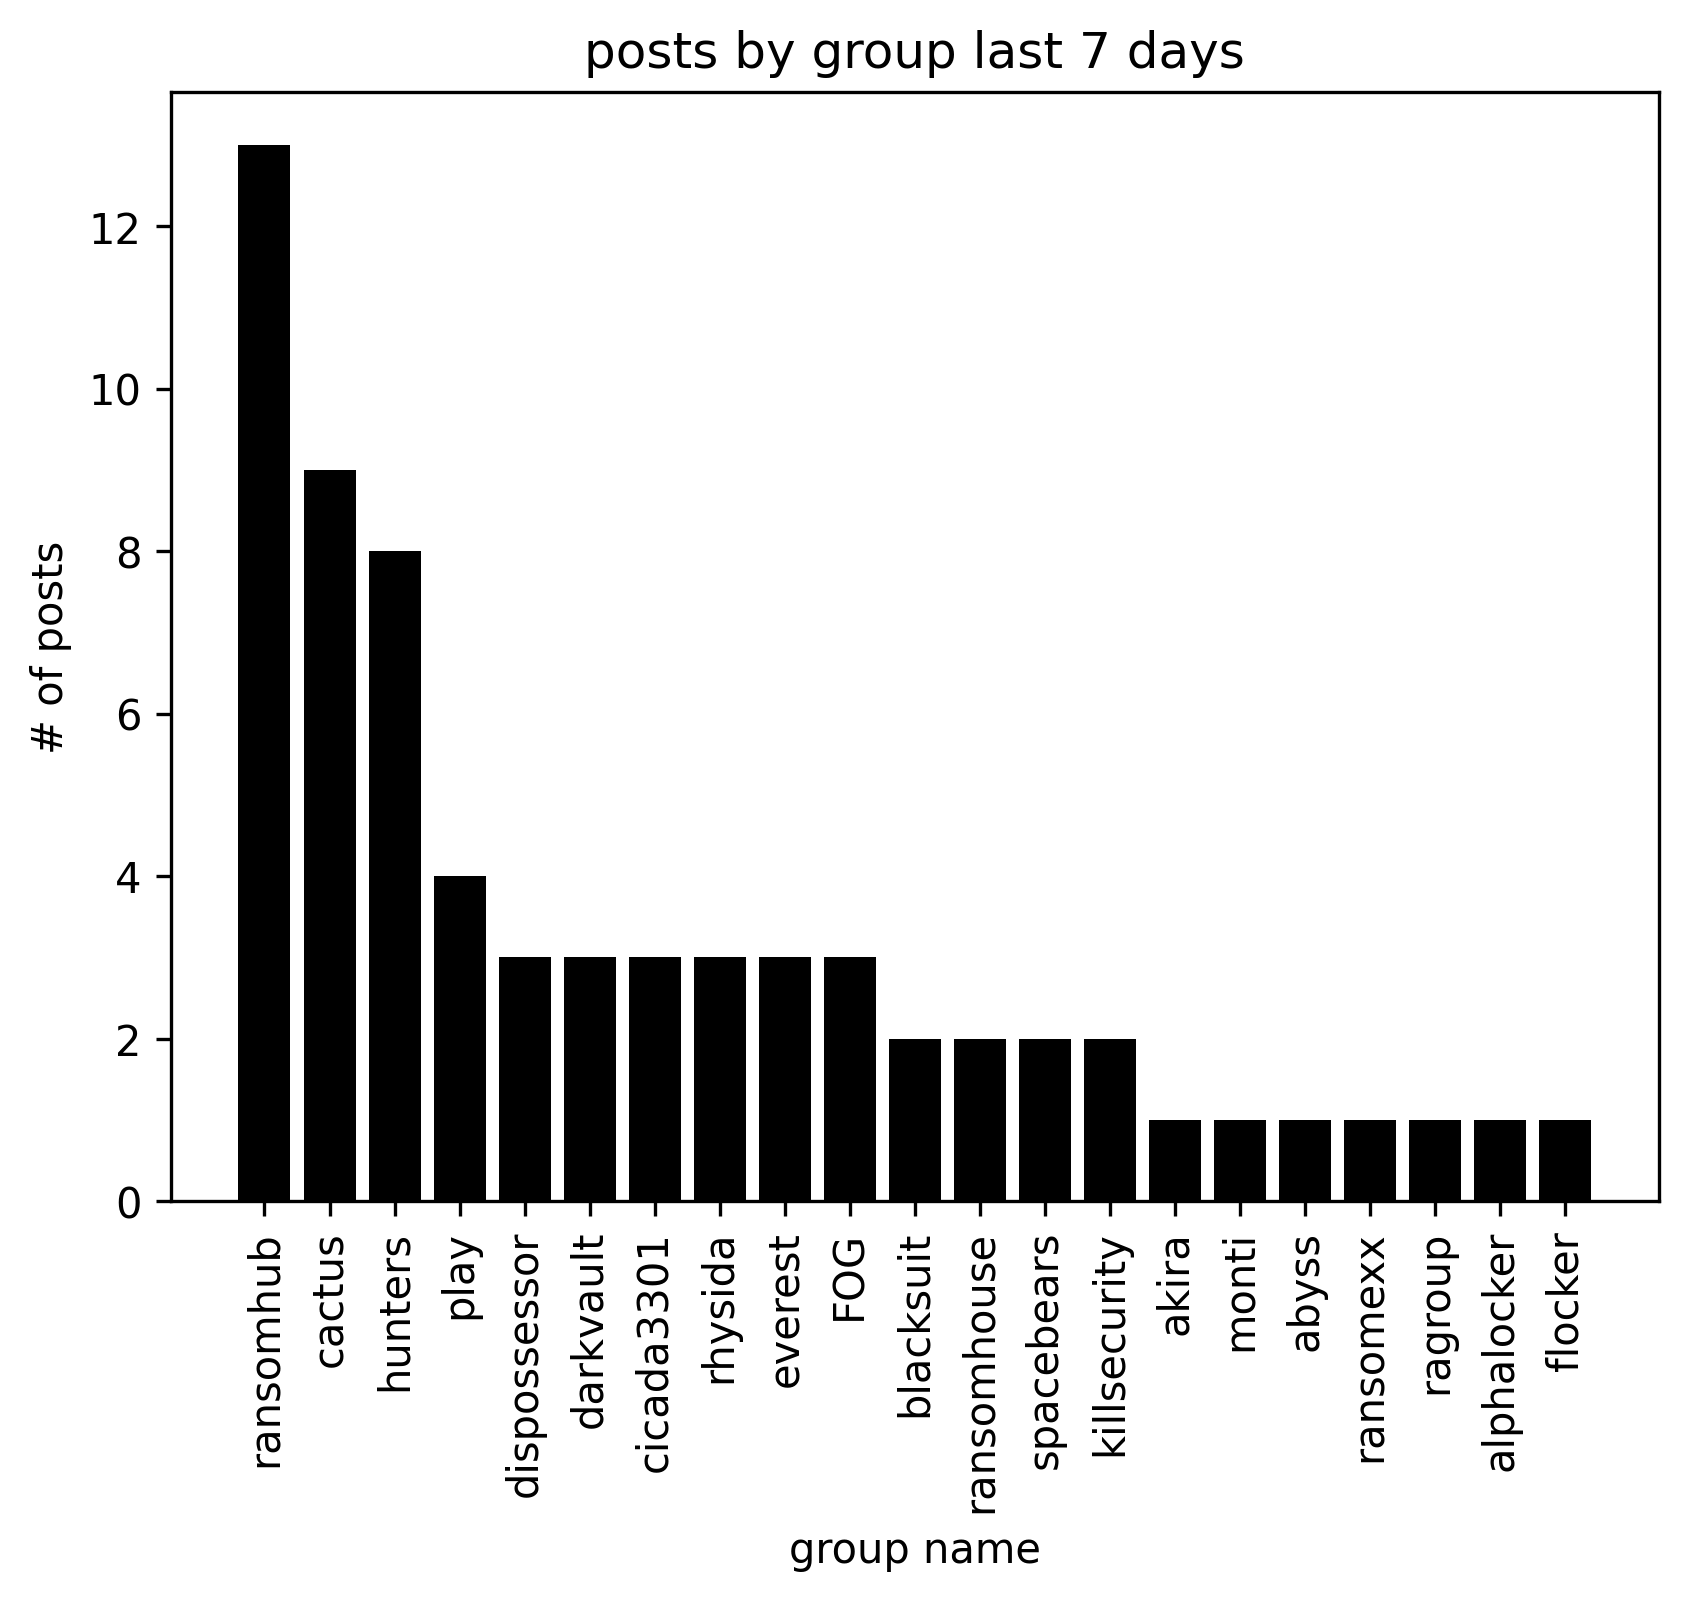 posts by group last 7 days
# of posts
12
10
8
6
4
2
0
ransomhub
cactus
hunters
play
dispossessor
darkvault
cicada3301
rhysida
everest
FOG
blacksuit
ransomhouse
spacebears
killsecurity
akira
monti
abyss
ransomexx
ragroup
alphalocker
flocker
group name